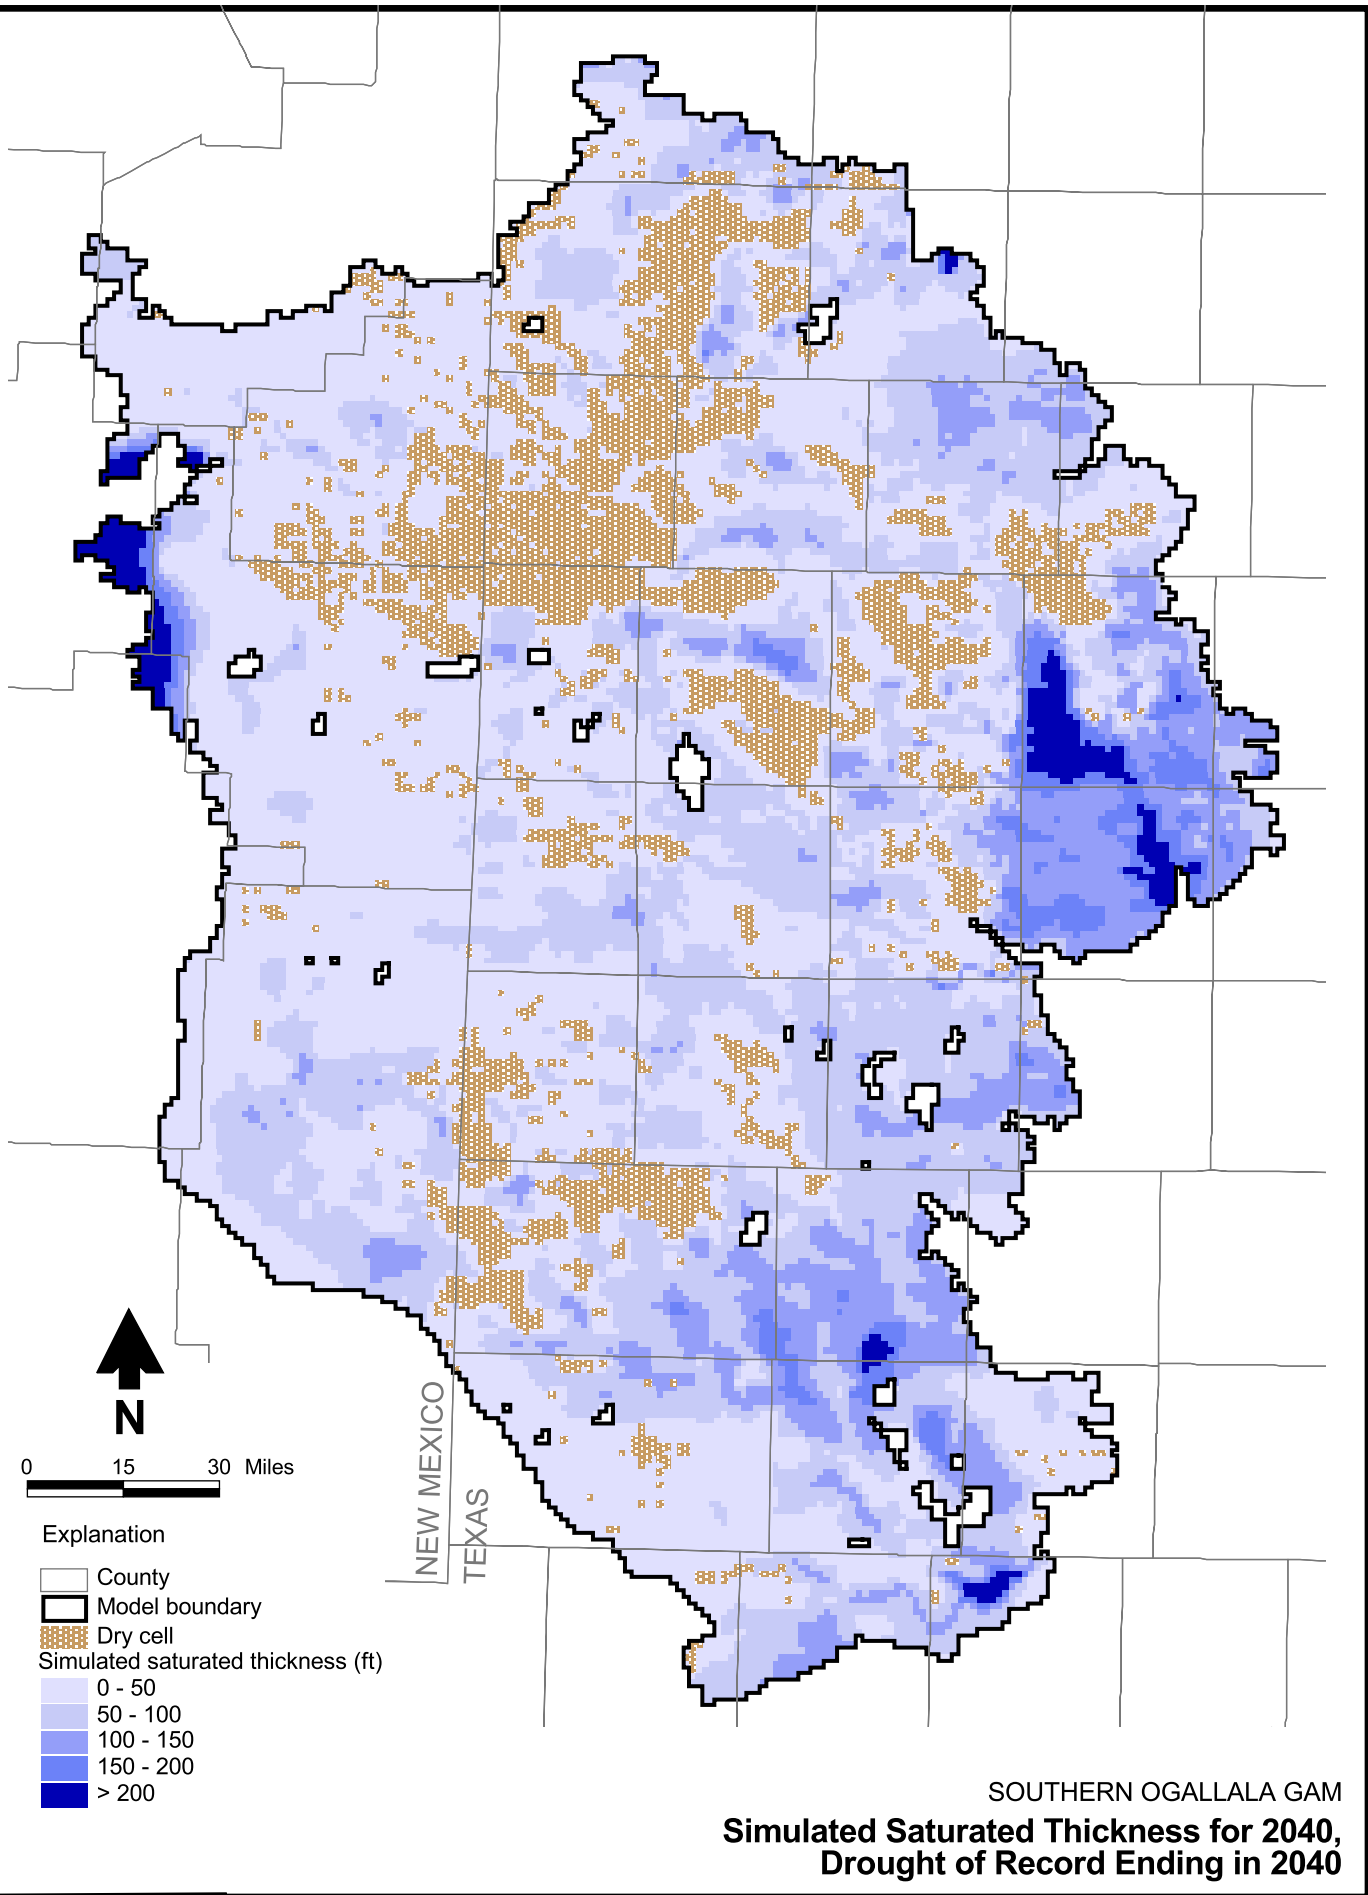 NEW MEXICO
TEXAS
N
0 15 30 Miles
Explanation
County
Model boundary
Dry cell
Simulated saturated thickness (ft)
0 - 50
50 - 100
100 - 150
150 - 200
> 200
SOUTHERN OGALLALA GAM
Simulated Saturated Thickness for 2040,
Drought of Record Ending in 2040